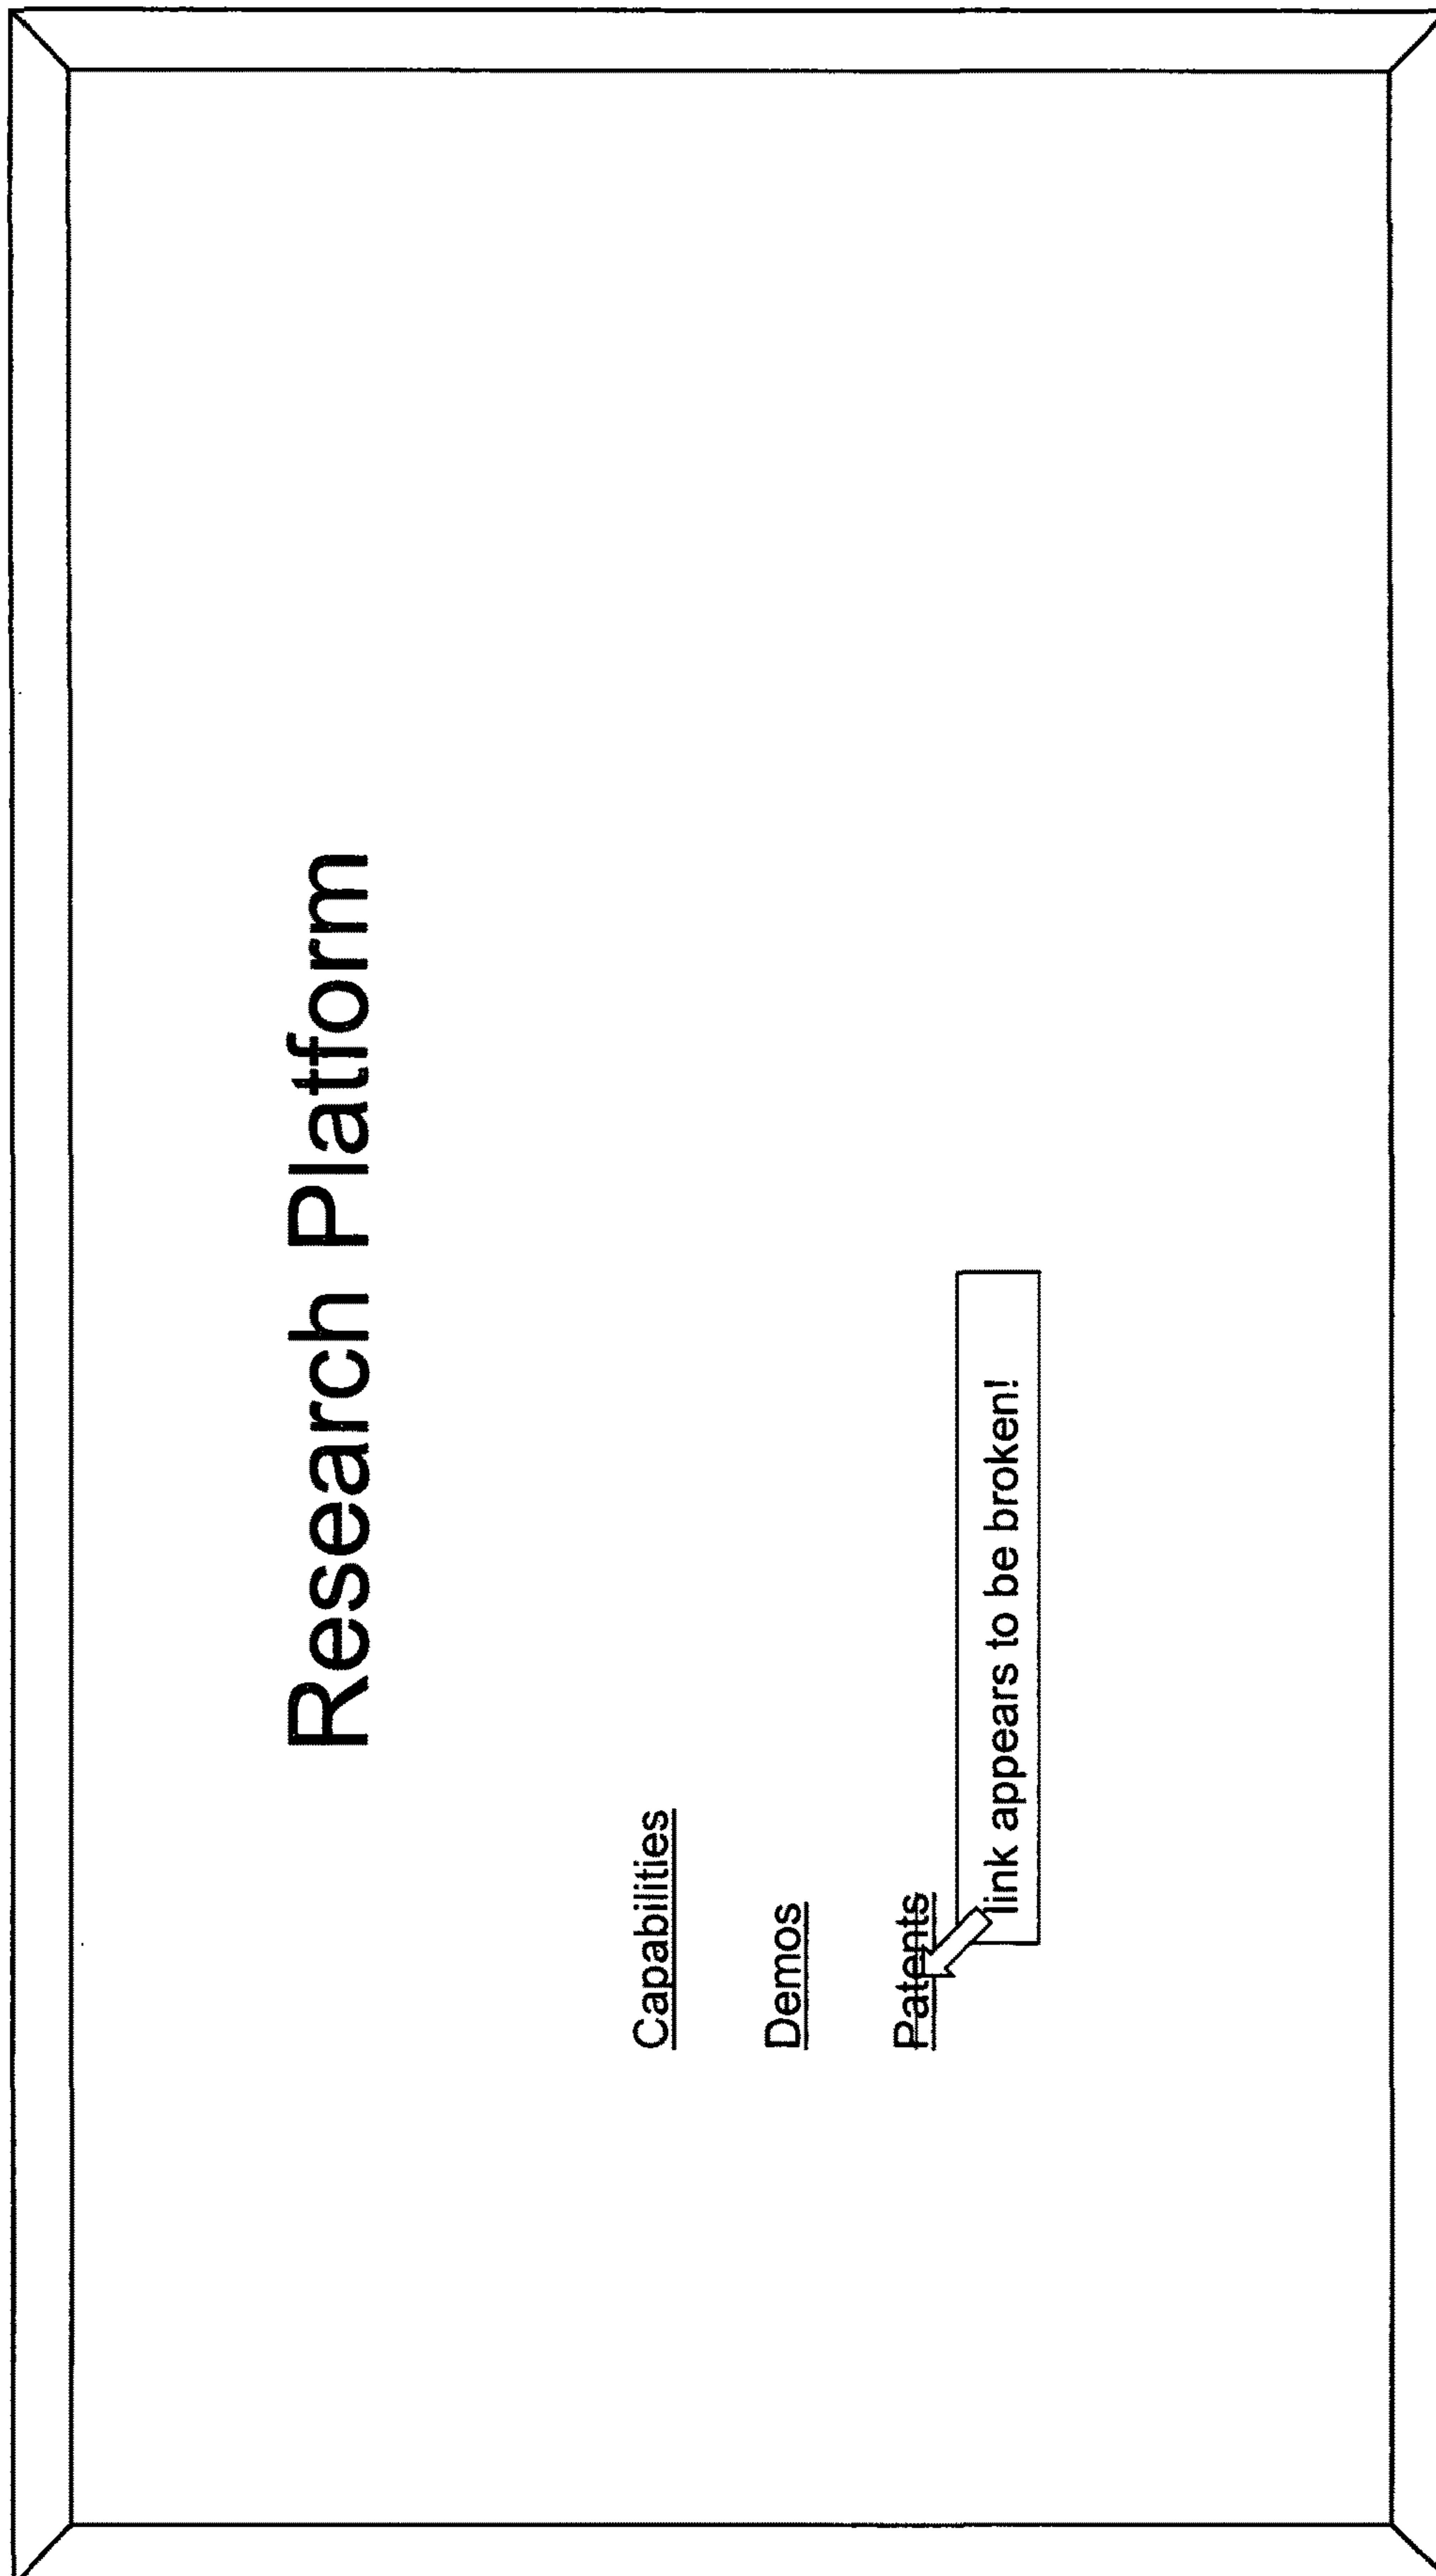 Research Platform
Capabilities
Demos
Patents
link appears to be broken!